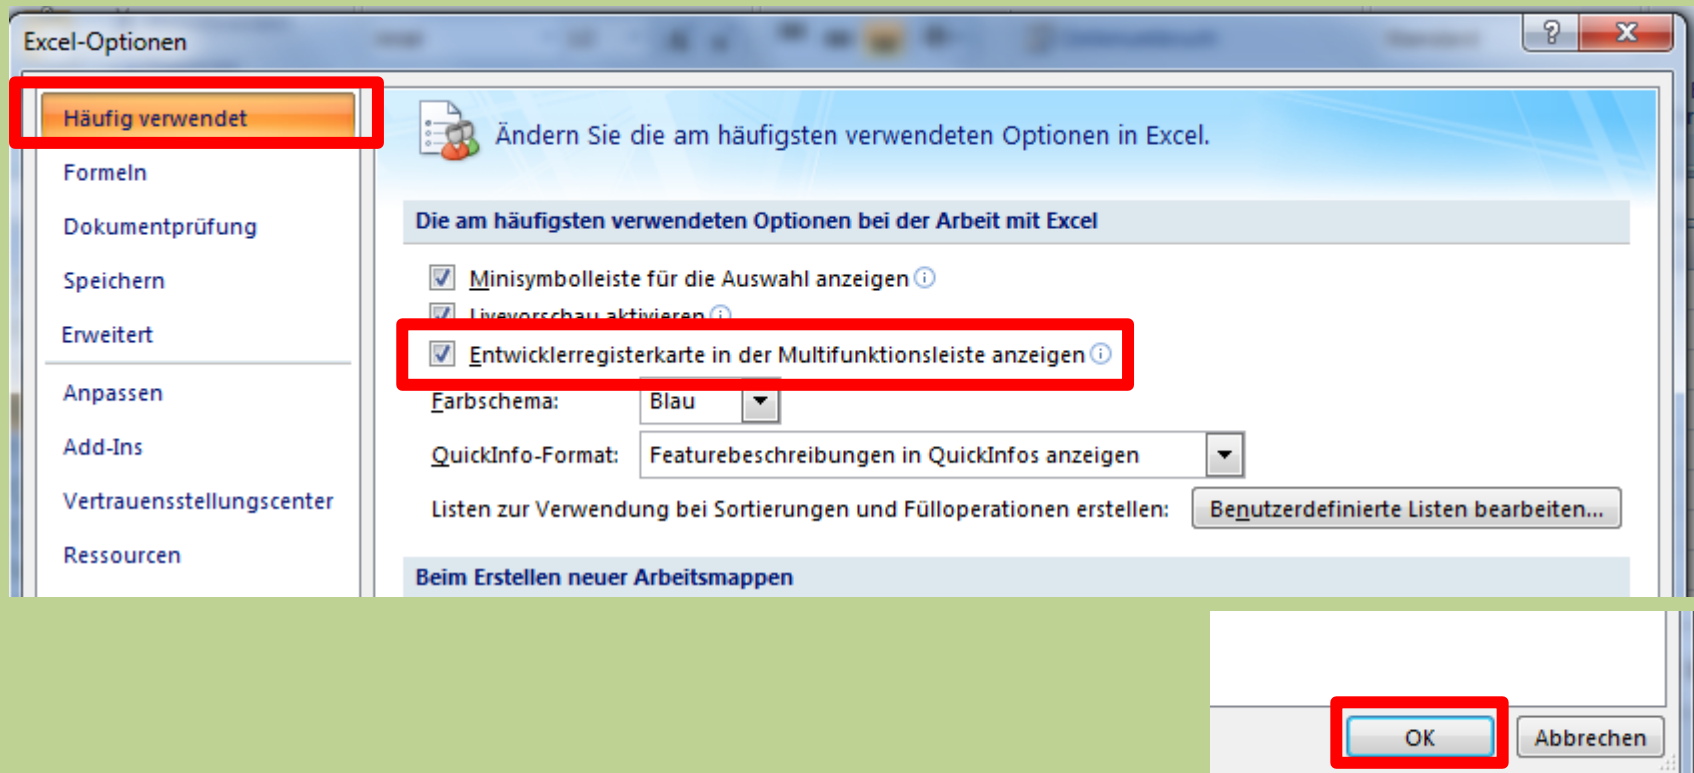 Excel-Optionen
Häufig verwendet
Formeln
Dokumentprüfung
Speichern
Erweitert
Anpassen
Add-Ins
Vertrauensstellungscenter
Ressourcen
Ändern Sie die am häufigsten verwendeten Optionen in Excel.
Die am häufigsten verwendeten Optionen bei der Arbeit mit Excel
Minisymbolleiste für die Auswahl anzeigen
Livevorschau aktivieren
Entwicklerregisterkarte in der Multifunktionsleiste anzeigen
Farbschema: Blau
QuickInfo-Format: Featurebeschreibungen in QuickInfos anzeigen
Listen zur Verwendung bei Sortierungen und Fülloperationen erstellen: Benutzerdefinierte Listen bearbeiten...
Beim Erstellen neuer Arbeitsmappen
OK Abbrechen